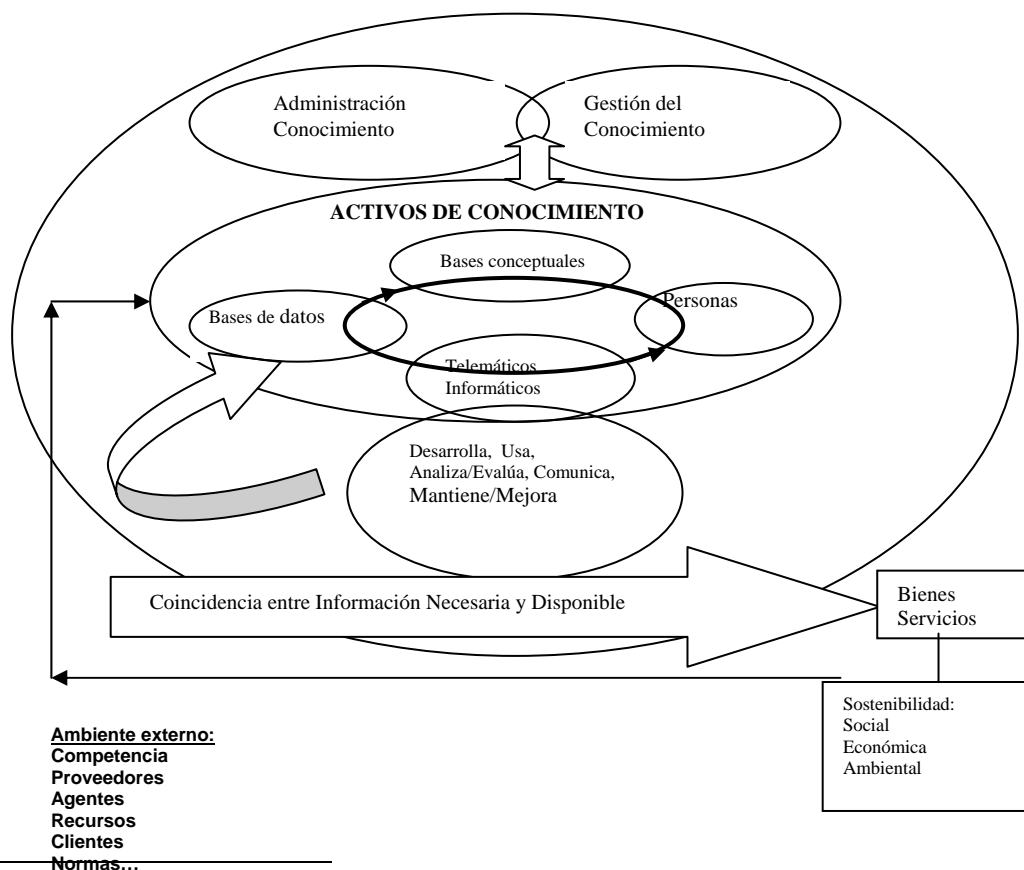 Administración
Conocimiento
Gestión del
Conocimiento
ACTIVOS DE CONOCIMIENTO
Bases conceptuales
Bases de datos
Personas
Telemáticos
Informáticos
Desarrolla, Usa,
Analiza/Evalúa, Comunica,
Mantiene/Mejora
Coincidencia entre Información Necesaria y Disponible
Bienes
Servicios
Sostenibilidad:
Social
Económica
Ambiental
Ambiente externo:
Competencia
Proveedores
Agentes
Recursos
Clientes
Normas…